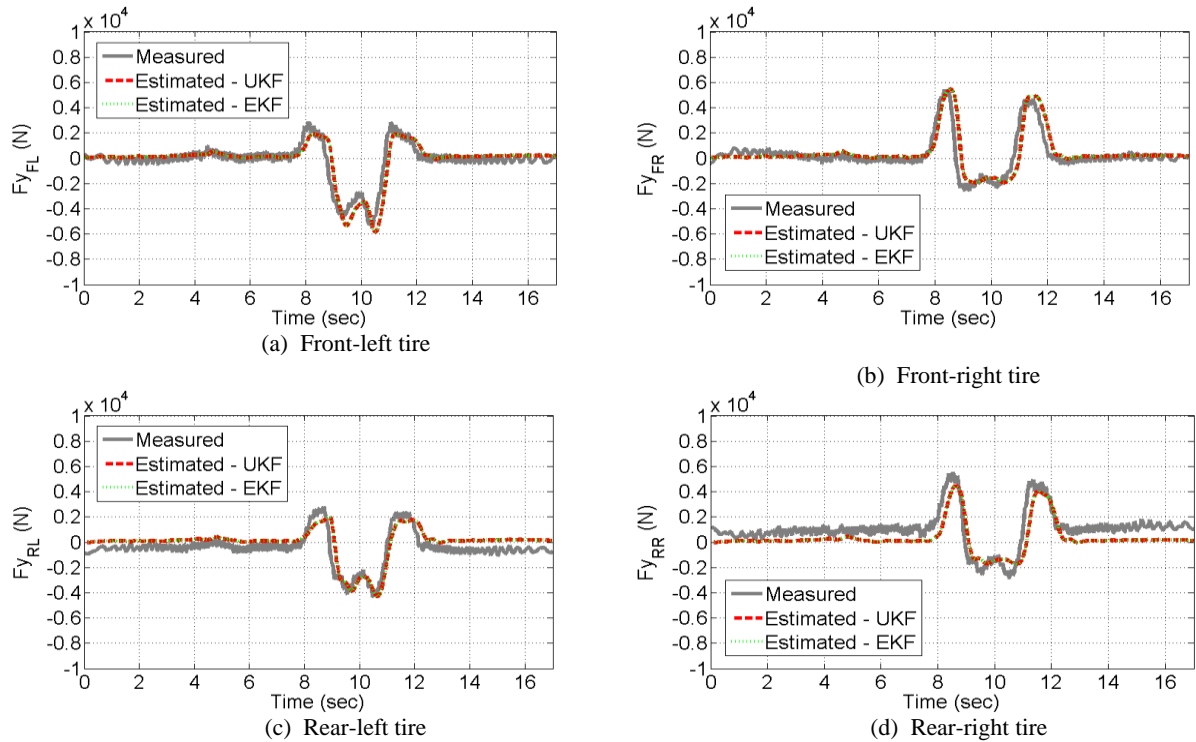 1 x 10^4
0.8
0.6
0.4
0.2
0
-0.2
-0.4
-0.6
-0.8
-1
Fy_FL (N)
Measured
Estimated - UKF
Estimated - EKF
0 2 4 6 8 10 12 14 16
Time (sec)
(a) Front-left tire
1 x 10^4
0.8
0.6
0.4
0.2
0
-0.2
-0.4
-0.6
-0.8
-1
Fy_FR (N)
Measured
Estimated - UKF
Estimated - EKF
0 2 4 6 8 10 12 14 16
Time (sec)
(b) Front-right tire
1 x 10^4
0.8
0.6
0.4
0.2
0
-0.2
-0.4
-0.6
-0.8
-1
Fy_RL (N)
Measured
Estimated - UKF
Estimated - EKF
0 2 4 6 8 10 12 14 16
Time (sec)
(c) Rear-left tire
1 x 10^4
0.8
0.6
0.4
0.2
0
-0.2
-0.4
-0.6
-0.8
-1
Fy_RR (N)
Measured
Estimated - UKF
Estimated - EKF
0 2 4 6 8 10 12 14 16
Time (sec)
(d) Rear-right tire